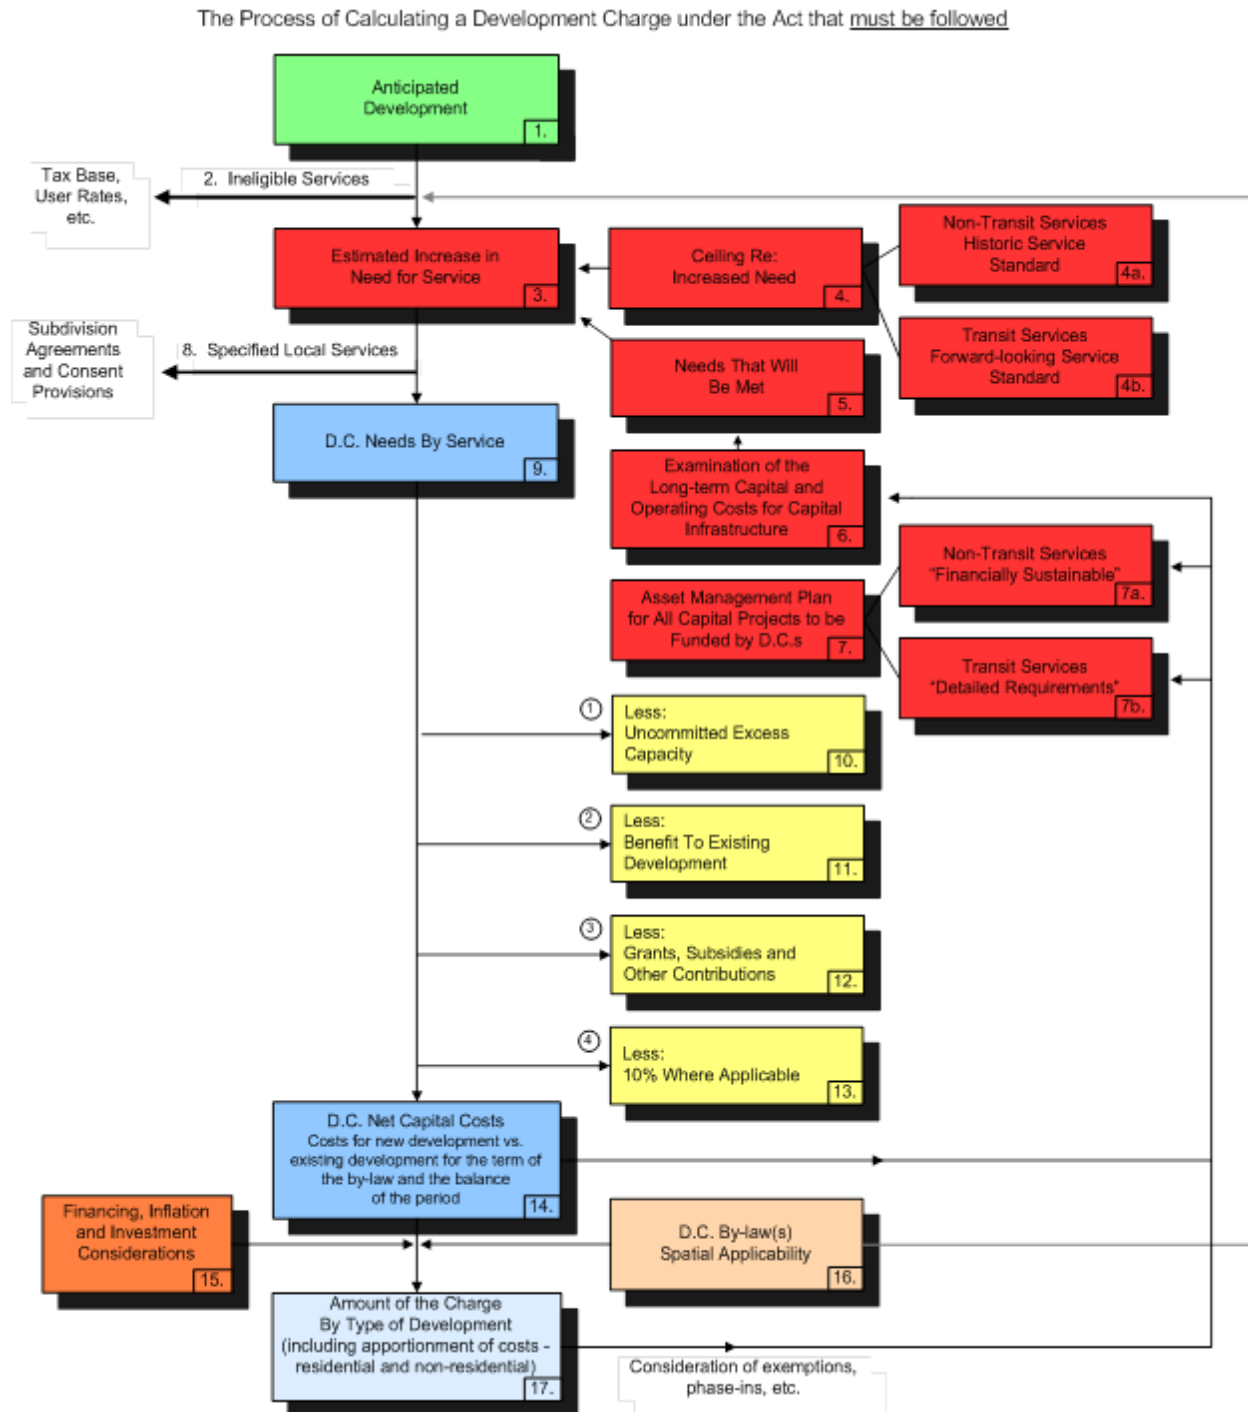 The Process of Calculating a Development Charge under the Act that must be followed
Anticipated
Development
1.
Tax Base,
User Rates,
etc.
2. Ineligible Services
Estimated Increase in
Need for Service
3.
Ceiling Re:
Increased Need
4.
Non-Transit Services
Historic Service
Standard
4a.
Transit Services
Forward-looking Service
Standard
4b.
Subdivision
Agreements
and Consent
Provisions
8. Specified Local Services
Needs That Will
Be Met
5.
D.C. Needs By Service
9.
Examination of the
Long-term Capital and
Operating Costs for Capital
Infrastructure
6.
Asset Management Plan
for All Capital Projects to be
Funded by D.C.s
7.
Non-Transit Services
“Financially Sustainable”
7a.
Transit Services
“Detailed Requirements”
7b.
1
Less:
Uncommitted Excess
Capacity
10.
2
Less:
Benefit To Existing
Development
11.
3
Less:
Grants, Subsidies and
Other Contributions
12.
4
Less:
10% Where Applicable
13.
D.C. Net Capital Costs
Costs for new development vs.
existing development for the term of
the by-law and the balance
of the period
14.
Financing, Inflation
and Investment
Considerations
15.
D.C. By-law(s)
Spatial Applicability
16.
Amount of the Charge
By Type of Development
(including apportionment of costs -
residential and non-residential)
17.
Consideration of exemptions,
phase-ins, etc.